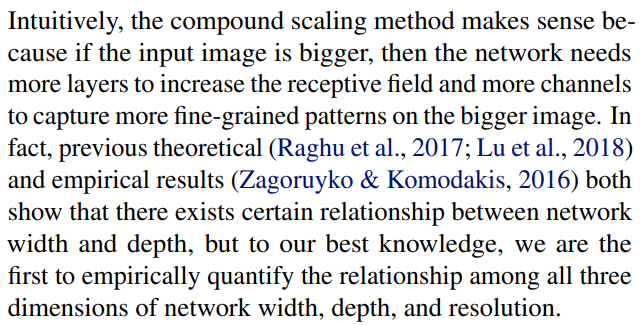 Intuitively, the compound scaling method makes sense be-
cause if the input image is bigger, then the network needs
more layers to increase the receptive field and more channels
to capture more fine-grained patterns on the bigger image. In
fact, previous theoretical (Raghu et al., 2017; Lu et al., 2018)
and empirical results (Zagoruyko & Komodakis, 2016) both
show that there exists certain relationship between network
width and depth, but to our best knowledge, we are the
first to empirically quantify the relationship among all three
dimensions of network width, depth, and resolution.